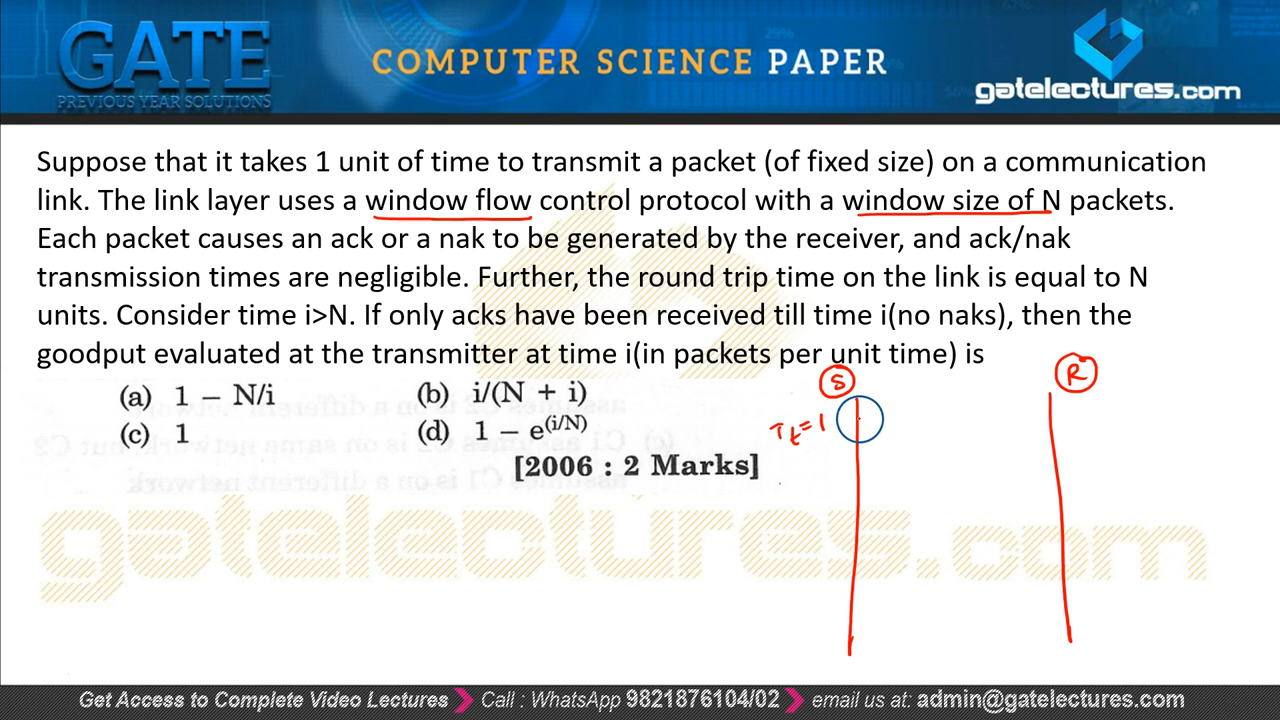 GATE
PREVIOUS YEAR SOLUTIONS
COMPUTER SCIENCE PAPER
gatelectures.com
Suppose that it takes 1 unit of time to transmit a packet (of fixed size) on a communication
link. The link layer uses a window flow control protocol with a window size of N packets.
Each packet causes an ack or a nak to be generated by the receiver, and ack/nak
transmission times are negligible. Further, the round trip time on the link is equal to N
units. Consider time i>N. If only acks have been received till time i(no naks), then the
goodput evaluated at the transmitter at time i(in packets per unit time) is
(a) 1 – N/i (b) i/(N + i)
(c) 1 (d) 1 – e^(i/N)
[2006 : 2 Marks]
S R
Tt=1
gatelectures.com
Get Access to Complete Video Lectures Call : WhatsApp 9821876104/02 email us at: admin@gatelectures.com